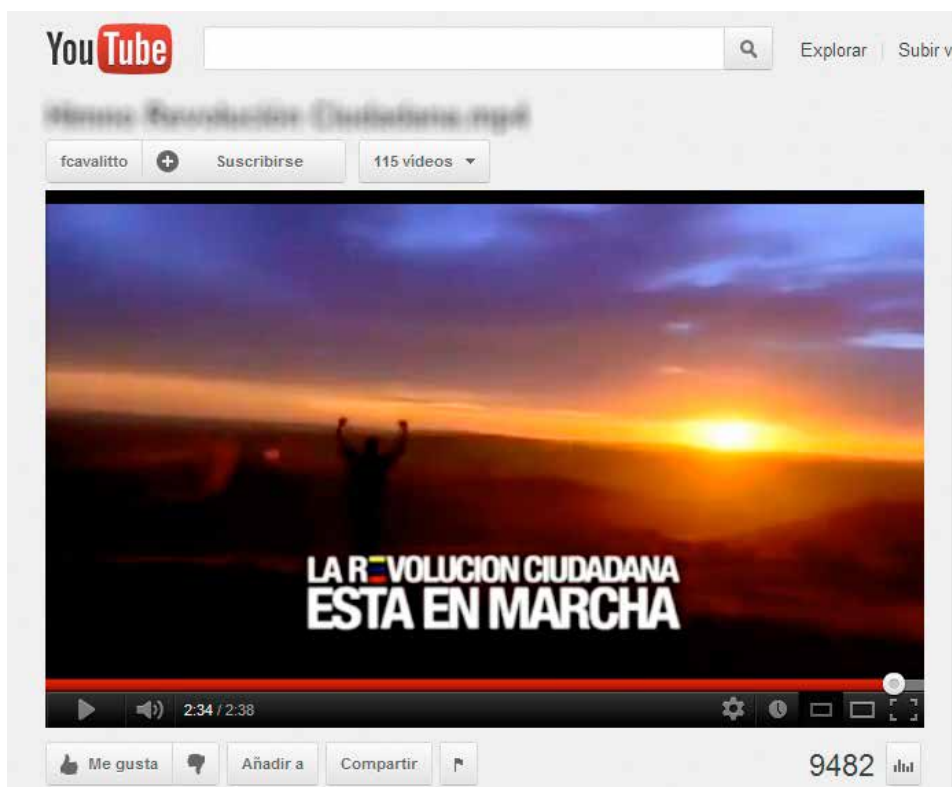 You Tube
Explorar Subir v
fcavalitto Suscribirse 115 vídeos
LA REVOLUCION CIUDADANA
ESTA EN MARCHA
2:34 / 2:38
Me gusta Añadir a Compartir 9482